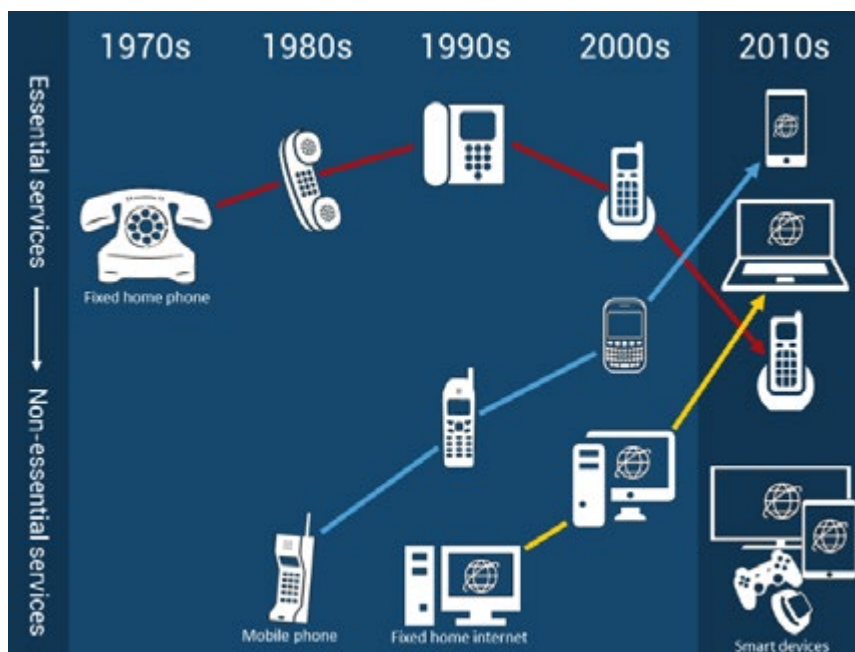 1970s
1980s
1990s
2000s
2010s
Essential services
Non-essential services
Fixed home phone
Mobile phone
Fixed home internet
Smart devices